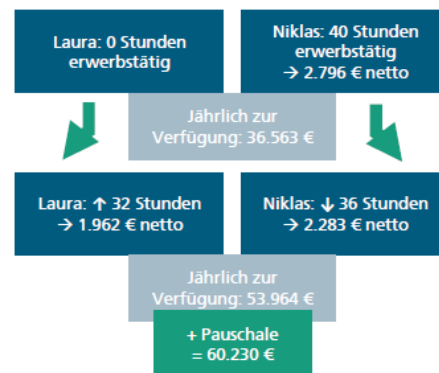 Laura: 0 Stunden
erwerbstätig
Niklas: 40 Stunden
erwerbstätig
→ 2.796 € netto
Jährlich zur
Verfügung: 36.563 €
Laura: ↑ 32 Stunden
→ 1.962 € netto
Niklas: ↓ 36 Stunden
→ 2.283 € netto
Jährlich zur
Verfügung: 53.964 €
+ Pauschale
= 60.230 €